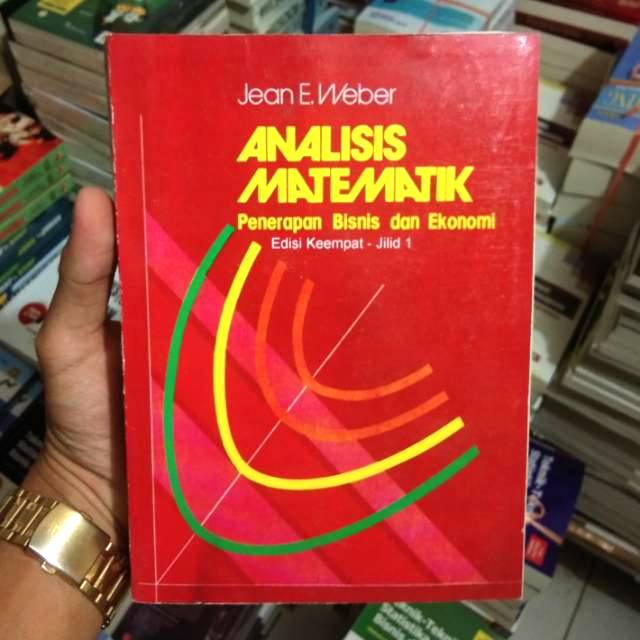 Jean E. Weber
ANALISIS
MATEMATIK
Penerapan Bisnis dan Ekonomi
Edisi Keempat - Jilid 1